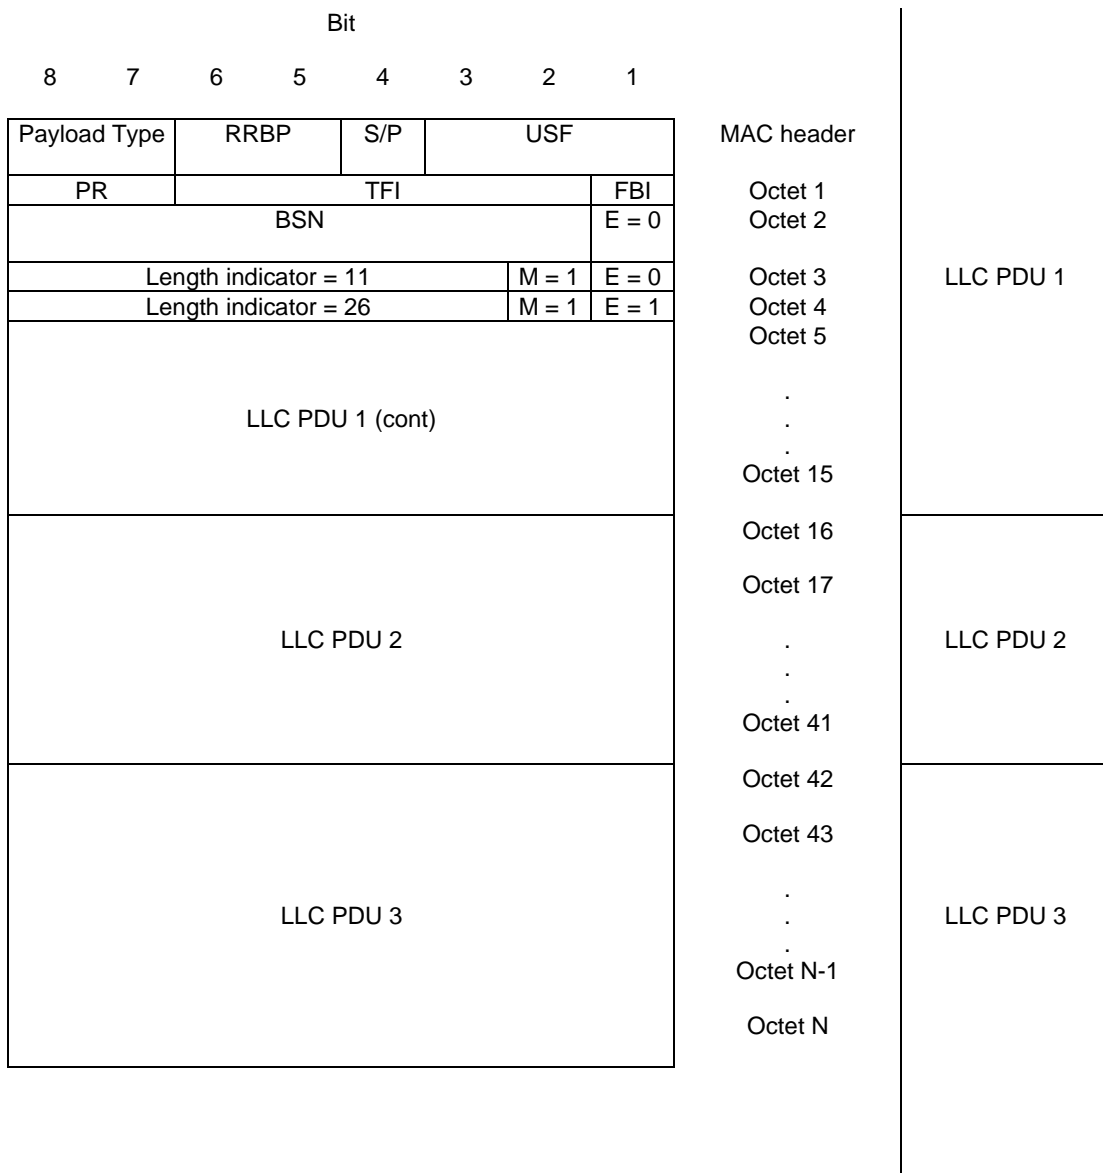 Bit
8 7 6 5 4 3 2 1
Payload Type RRBP S/P USF MAC header
PR TFI FBI Octet 1
BSN E = 0 Octet 2
Length indicator = 11 M = 1 E = 0 Octet 3 LLC PDU 1
Length indicator = 26 M = 1 E = 1 Octet 4
Octet 5
.
LLC PDU 1 (cont) .
.
Octet 15
Octet 16
Octet 17
LLC PDU 2 . LLC PDU 2
.
.
Octet 41
Octet 42
Octet 43
.
LLC PDU 3 . LLC PDU 3
.
Octet N-1
Octet N